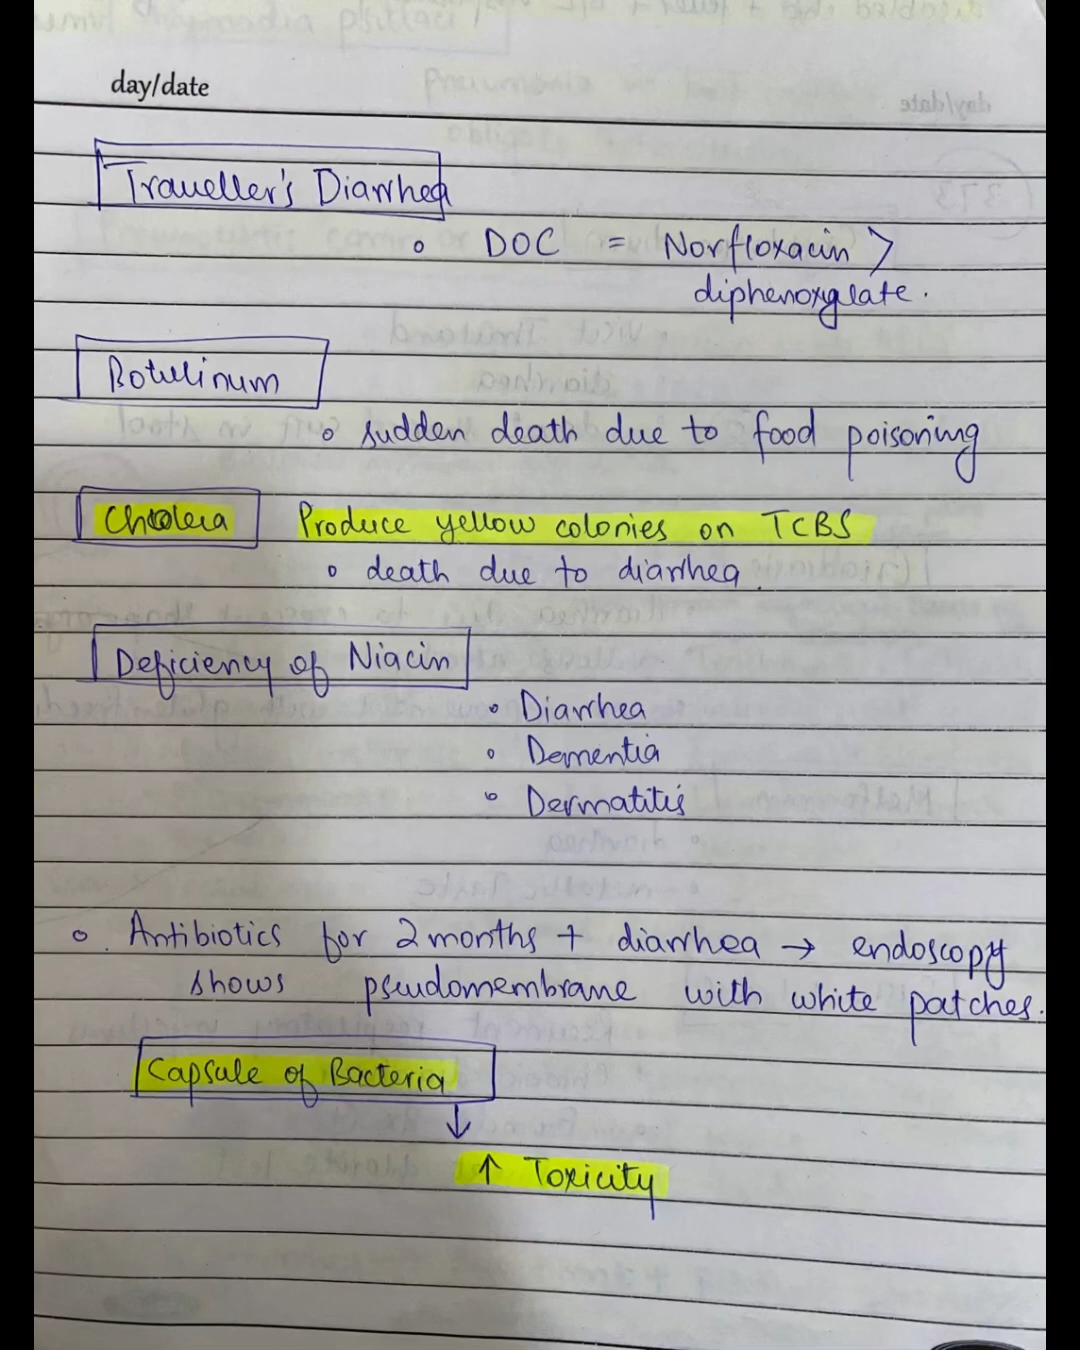 day/date
Traveller's Diarrhea
o DOC = Norfloxacin >
diphenoxylate.
Botulinum
o sudden death due to food poisoning
Cholera Produce yellow colonies on TCBS
o death due to diarrhea.
Deficiency of Niacin
o Diarrhea
o Dementia
o Dermatitis
o. Antibiotics for 2 months + diarrhea → endoscopy
shows pseudomembrane with white patches.
Capsule of Bacteria
↓
↑ Toxicity